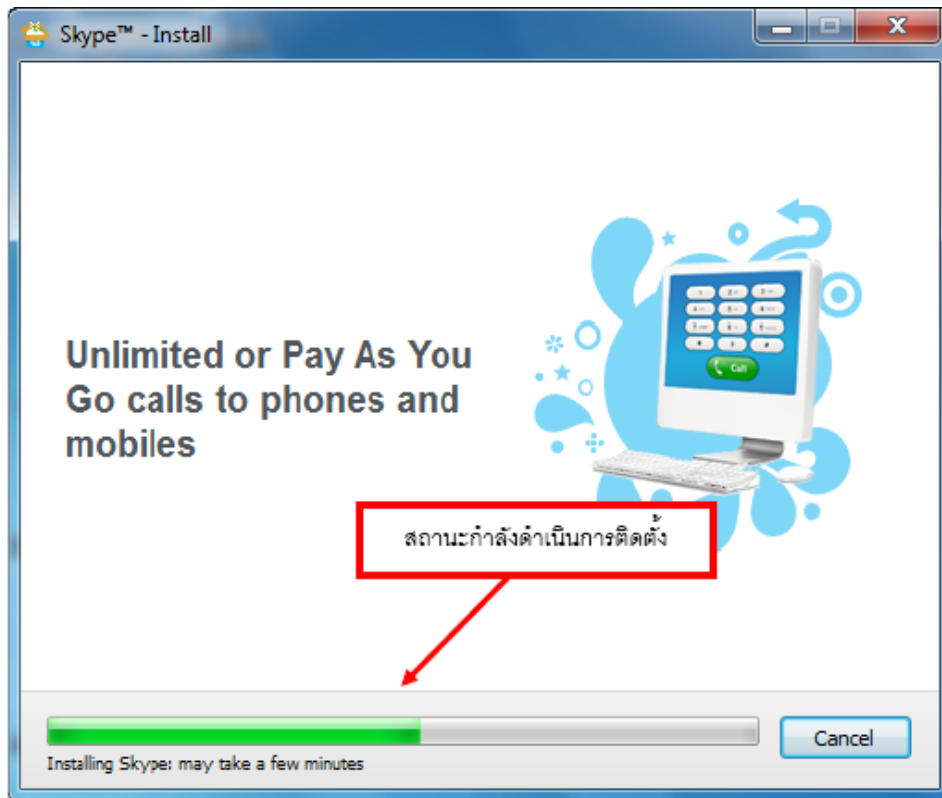 Skype™ - Install
Unlimited or Pay As You
Go calls to phones and
mobiles
Call
สถานะกำลังดำเนินการติดตั้ง
Cancel
Installing Skype: may take a few minutes